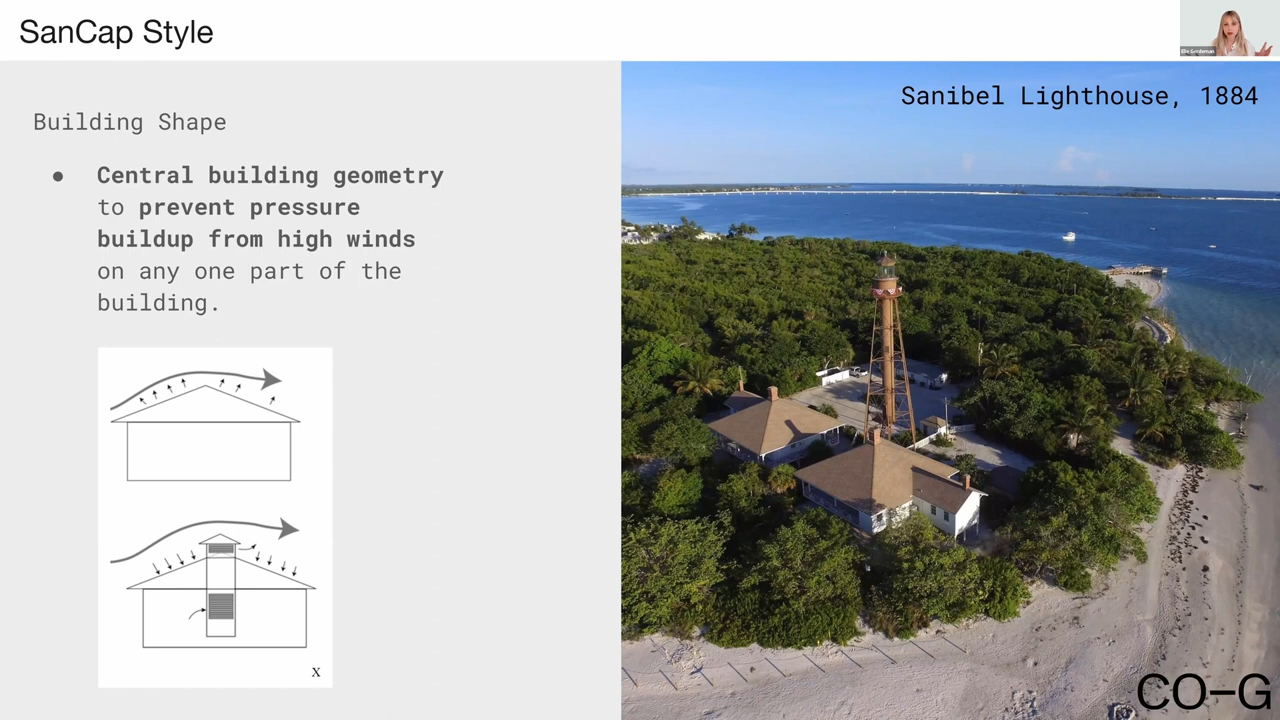 SanCap Style
Building Shape
● Central building geometry
to prevent pressure
buildup from high winds
on any one part of the
building.
X
Sanibel Lighthouse, 1884
CO–G